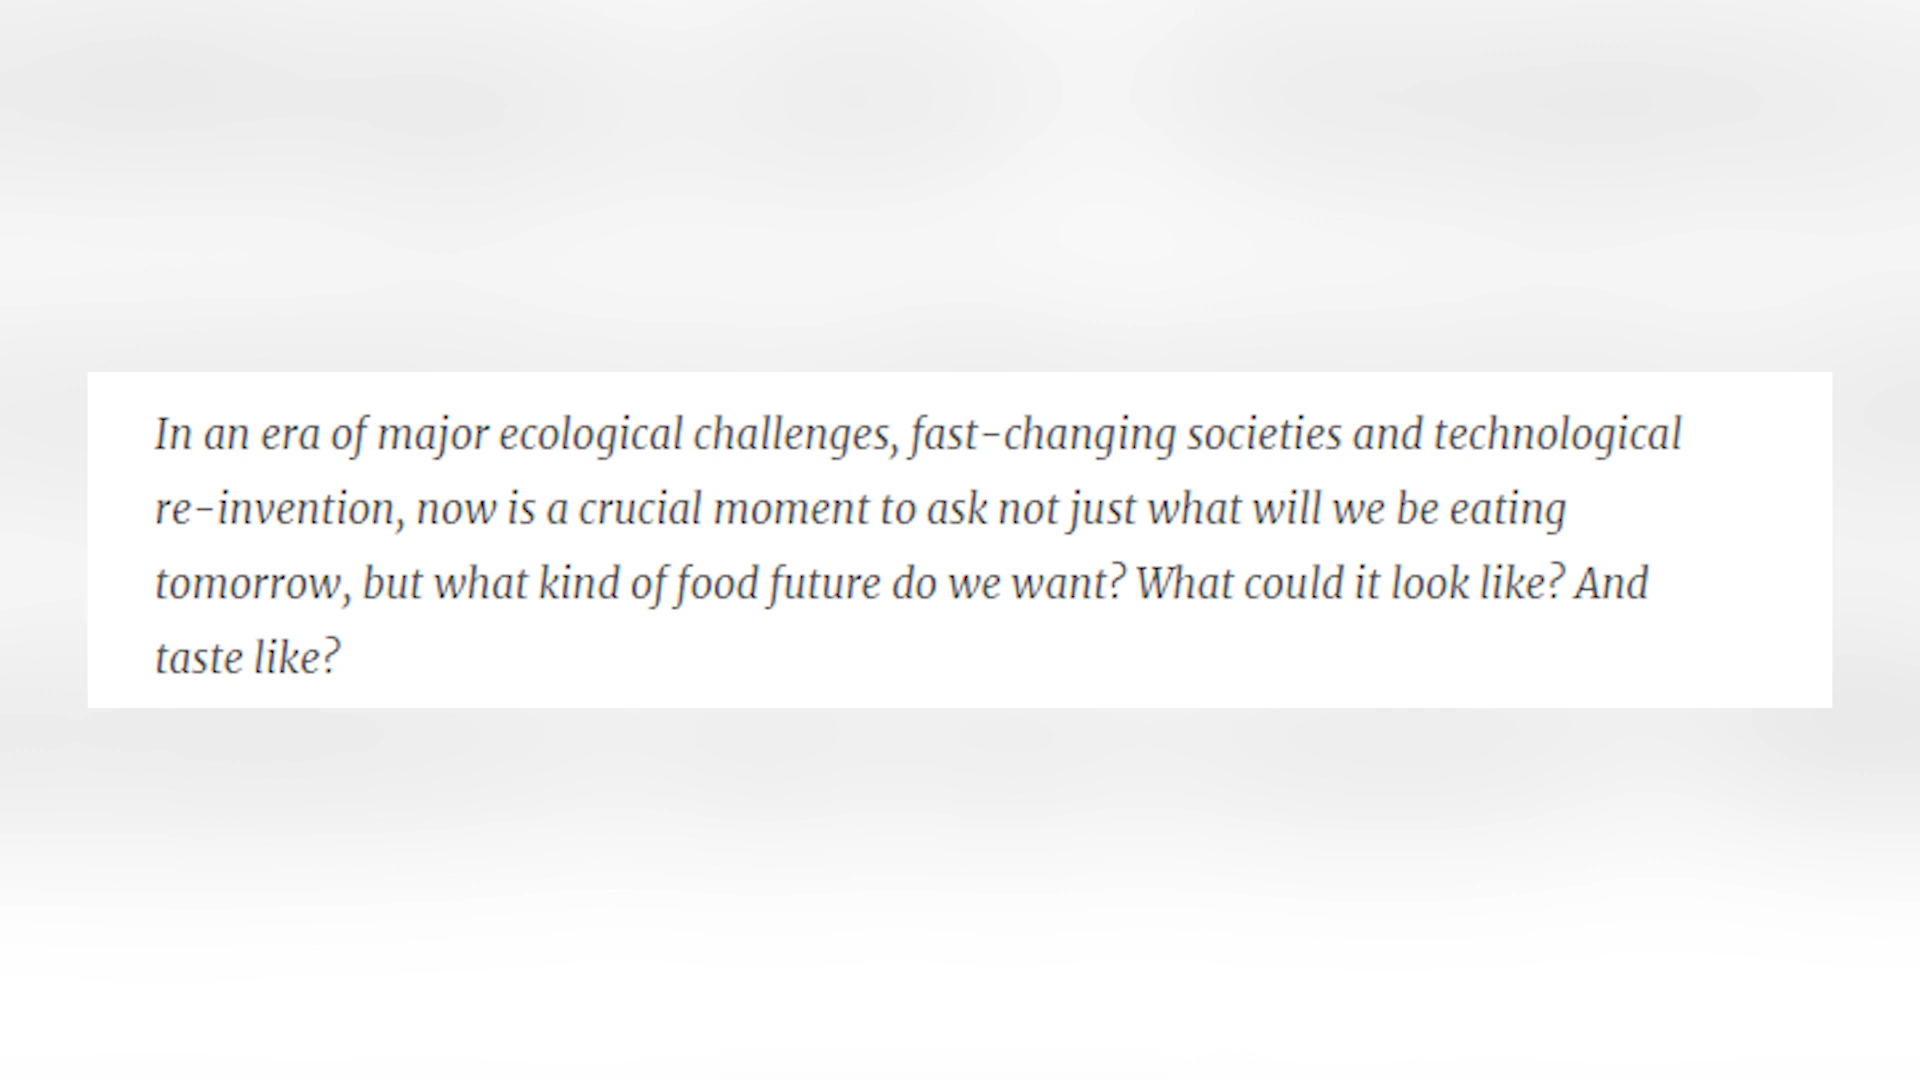 In an era of major ecological challenges, fast-changing societies and technological
re-invention, now is a crucial moment to ask not just what will we be eating
tomorrow, but what kind of food future do we want? What could it look like? And
taste like?